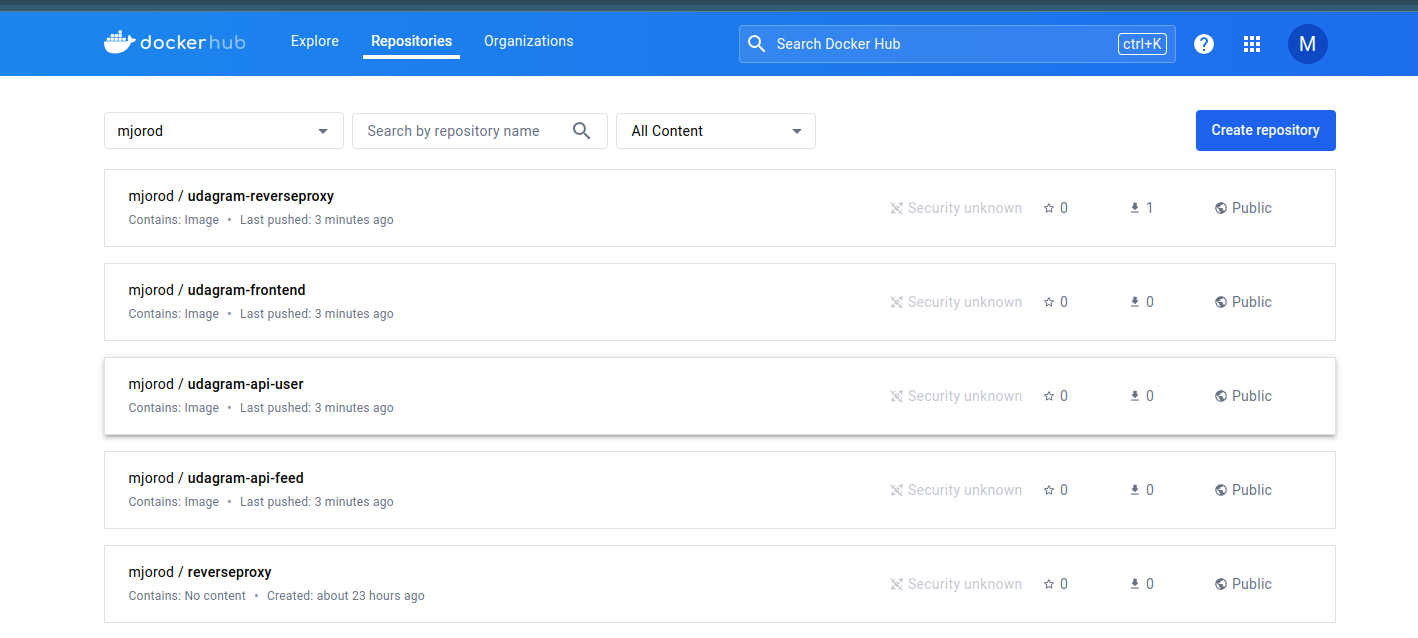 dockerhub Explore Repositories Organizations Search Docker Hub ctrl+K ? M
mjorod Search by repository name All Content Create repository
mjorod / udagram-reverseproxy
Contains: Image • Last pushed: 3 minutes ago
Security unknown 0 1 Public
mjorod / udagram-frontend
Contains: Image • Last pushed: 3 minutes ago
Security unknown 0 0 Public
mjorod / udagram-api-user
Contains: Image • Last pushed: 3 minutes ago
Security unknown 0 0 Public
mjorod / udagram-api-feed
Contains: Image • Last pushed: 3 minutes ago
Security unknown 0 0 Public
mjorod / reverseproxy
Contains: No content • Created: about 23 hours ago
Security unknown 0 0 Public